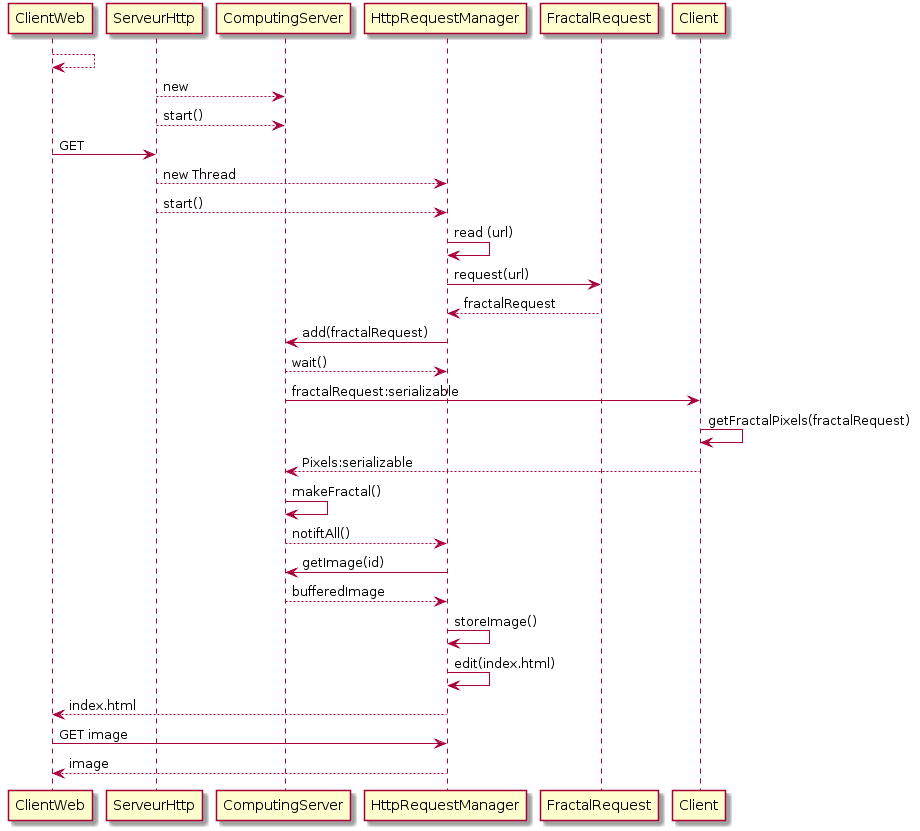 ClientWeb ServeurHttp ComputingServer HttpRequestManager FractalRequest Client
new
start()
GET
new Thread
start()
read (url)
request(url)
fractalRequest
add(fractalRequest)
wait()
fractalRequest:serializable
getFractalPixels(fractalRequest)
Pixels:serializable
makeFractal()
notiftAll()
getImage(id)
bufferedImage
storeImage()
edit(index.html)
index.html
GET image
image
ClientWeb ServeurHttp ComputingServer HttpRequestManager FractalRequest Client